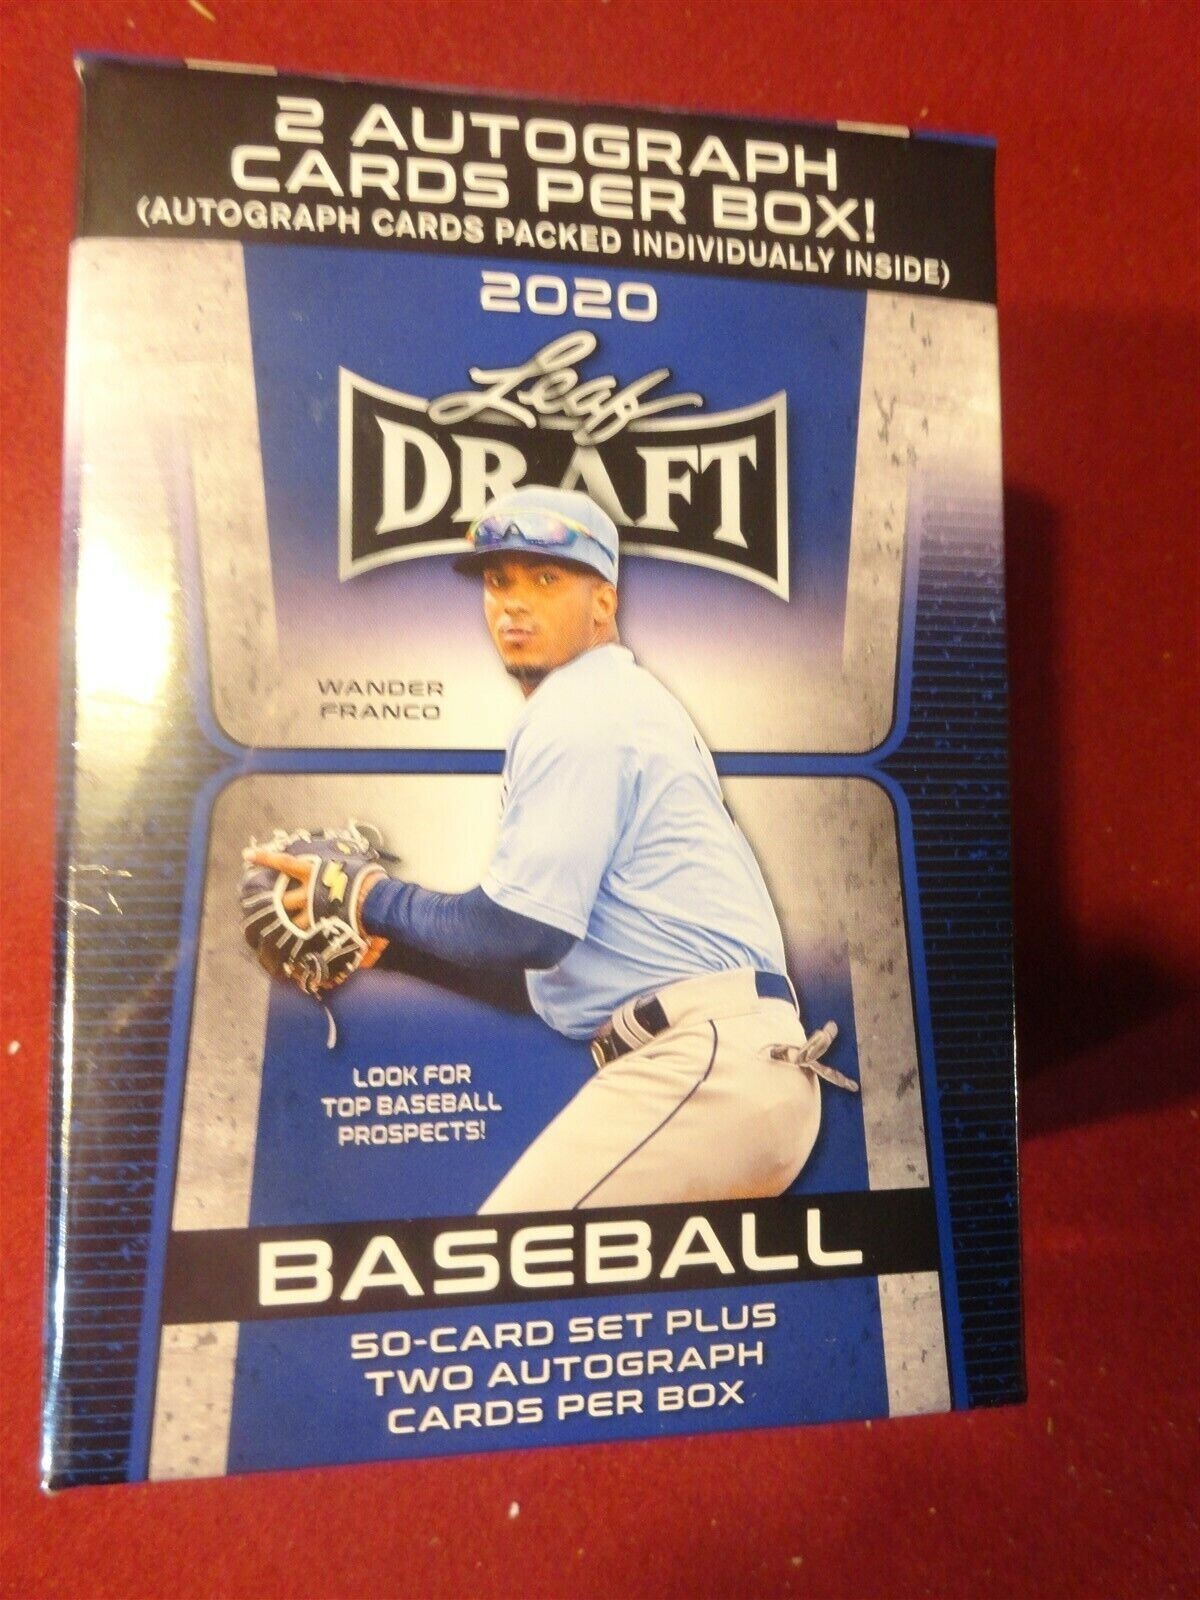 2 AUTOGRAPH
CARDS PER BOX!
(AUTOGRAPH CARDS PACKED INDIVIDUALLY INSIDE)
2020
Leaf
DRAFT
WANDER
FRANCO
LOOK FOR
TOP BASEBALL
PROSPECTS!
BASEBALL
50-CARD SET PLUS
TWO AUTOGRAPH
CARDS PER BOX